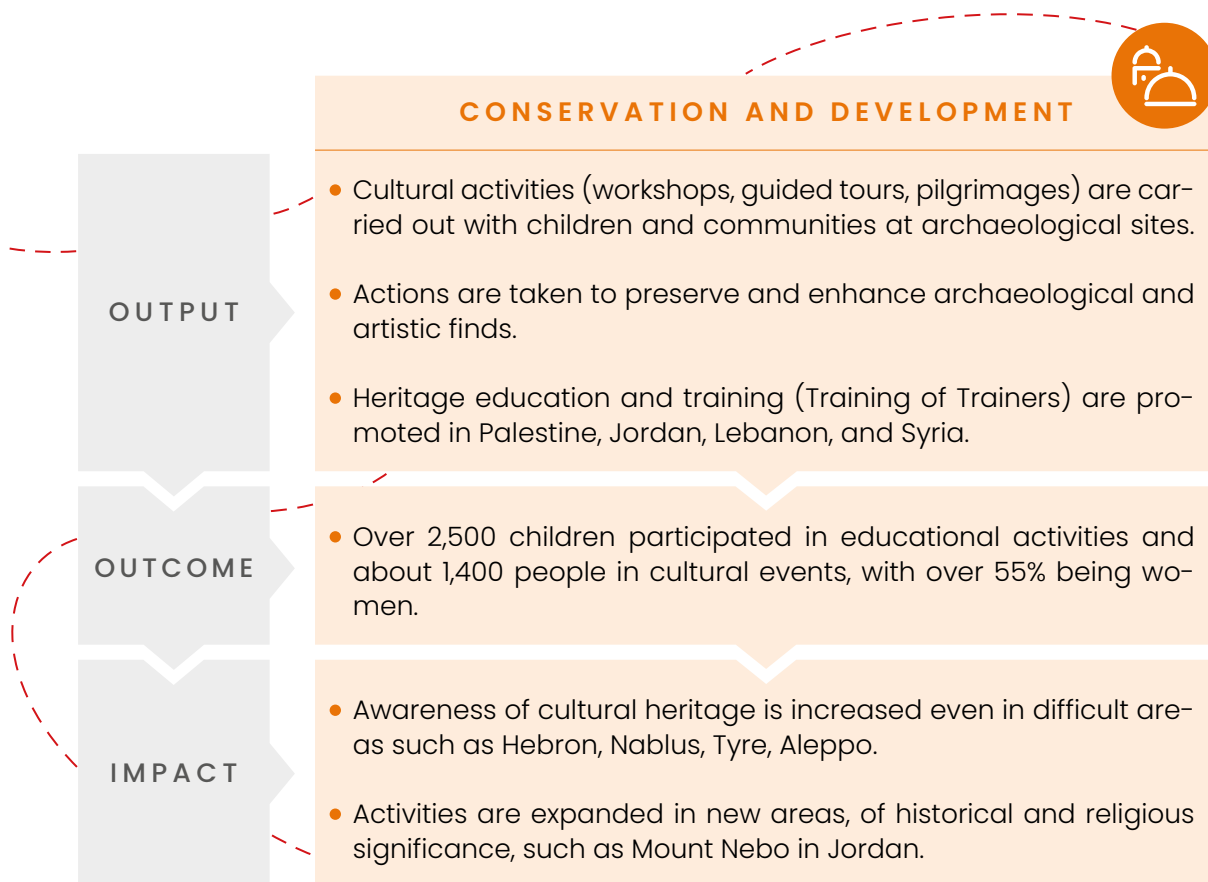 CONSERVATION AND DEVELOPMENT
OUTPUT
• Cultural activities (workshops, guided tours, pilgrimages) are car-
ried out with children and communities at archaeological sites.
• Actions are taken to preserve and enhance archaeological and
artistic finds.
• Heritage education and training (Training of Trainers) are pro-
moted in Palestine, Jordan, Lebanon, and Syria.
OUTCOME
• Over 2,500 children participated in educational activities and
about 1,400 people in cultural events, with over 55% being wo-
men.
IMPACT
• Awareness of cultural heritage is increased even in difficult are-
as such as Hebron, Nablus, Tyre, Aleppo.
• Activities are expanded in new areas, of historical and religious
significance, such as Mount Nebo in Jordan.